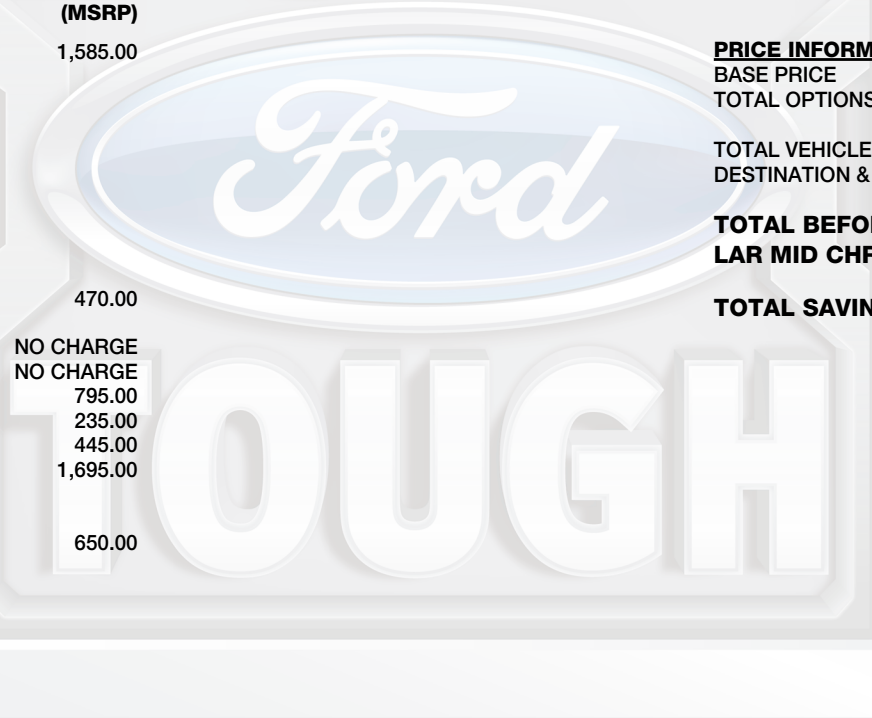 (MSRP)
1,585.00
470.00
NO CHARGE
NO CHARGE
795.00
235.00
445.00
1,695.00
650.00
PRICE INFORM
BASE PRICE
TOTAL OPTIONS
TOTAL VEHICLE
DESTINATION &
TOTAL BEFO
LAR MID CHR
TOTAL SAVIN
Ford
TOUGH